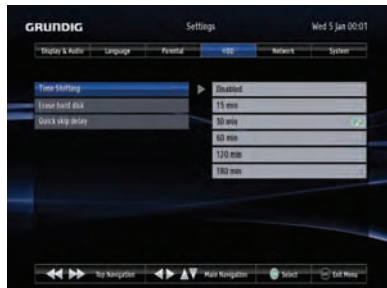 GRUNDIG Settings Wed 5 Jan 00:01
Display & Audio Language Parental HDD Network System
Time Shifting Disabled
Erase hard disk 15 min
Quick skip delay 30 min
60 min
120 min
180 min
Top Navigation Main Navigation Select Exit Menu